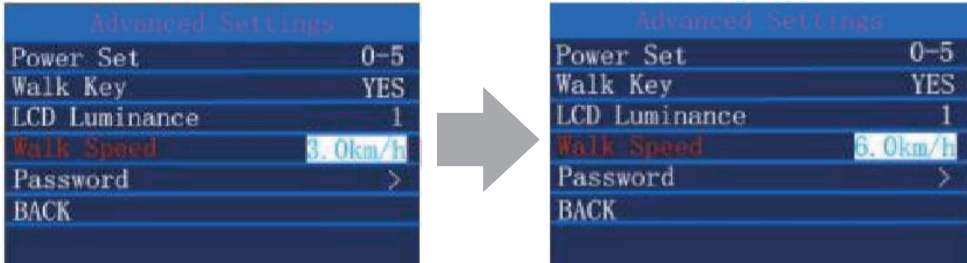 Advanced Settings
Power Set 0-5
Walk Key YES
LCD Luminance 1
Walk Speed 3.0km/h
Password >
BACK
Advanced Settings
Power Set 0-5
Walk Key YES
LCD Luminance 1
Walk Speed 6.0km/h
Password >
BACK